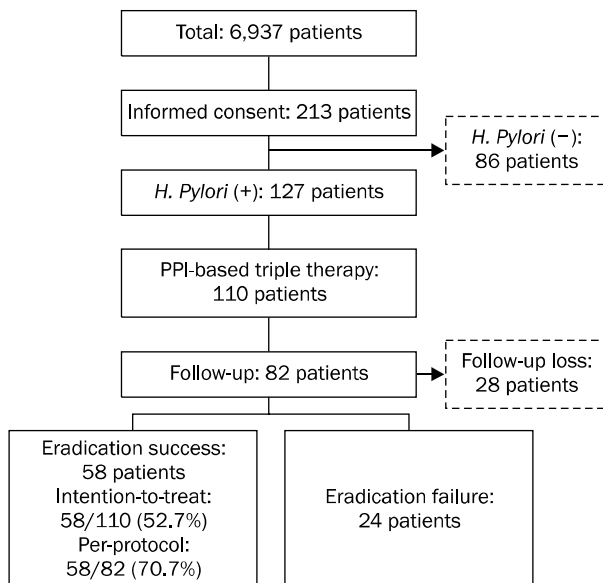 Total: 6,937 patients
Informed consent: 213 patients
H. Pylori (−):
86 patients
H. Pylori (+): 127 patients
PPI-based triple therapy:
110 patients
Follow-up: 82 patients
Follow-up loss:
28 patients
Eradication success:
58 patients
Intention-to-treat:
58/110 (52.7%)
Per-protocol:
58/82 (70.7%)
Eradication failure:
24 patients